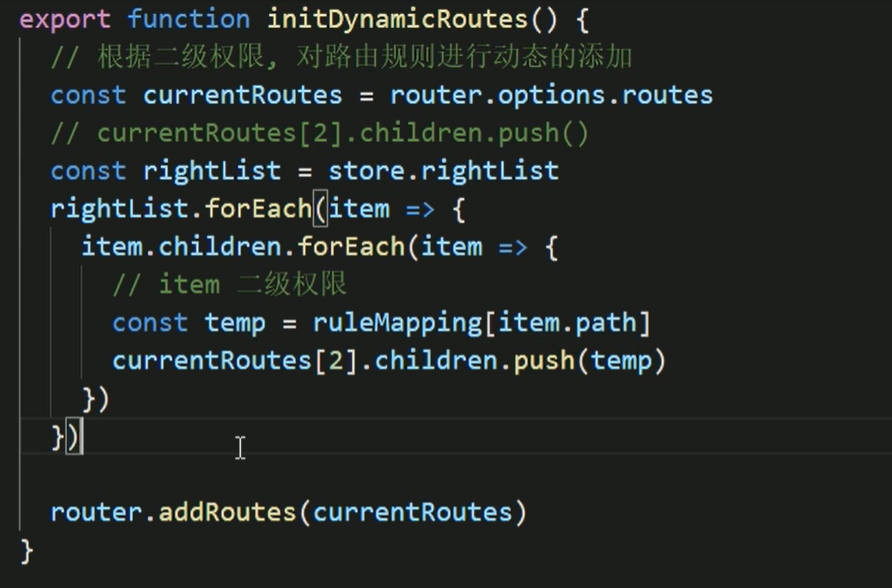 export function initDynamicRoutes() {
// 根据二级权限, 对路由规则进行动态的添加
const currentRoutes = router.options.routes
// currentRoutes[2].children.push()
const rightList = store.rightList
rightList.forEach(item => {
item.children.forEach(item => {
// item 二级权限
const temp = ruleMapping[item.path]
currentRoutes[2].children.push(temp)
})
})
router.addRoutes(currentRoutes)
}